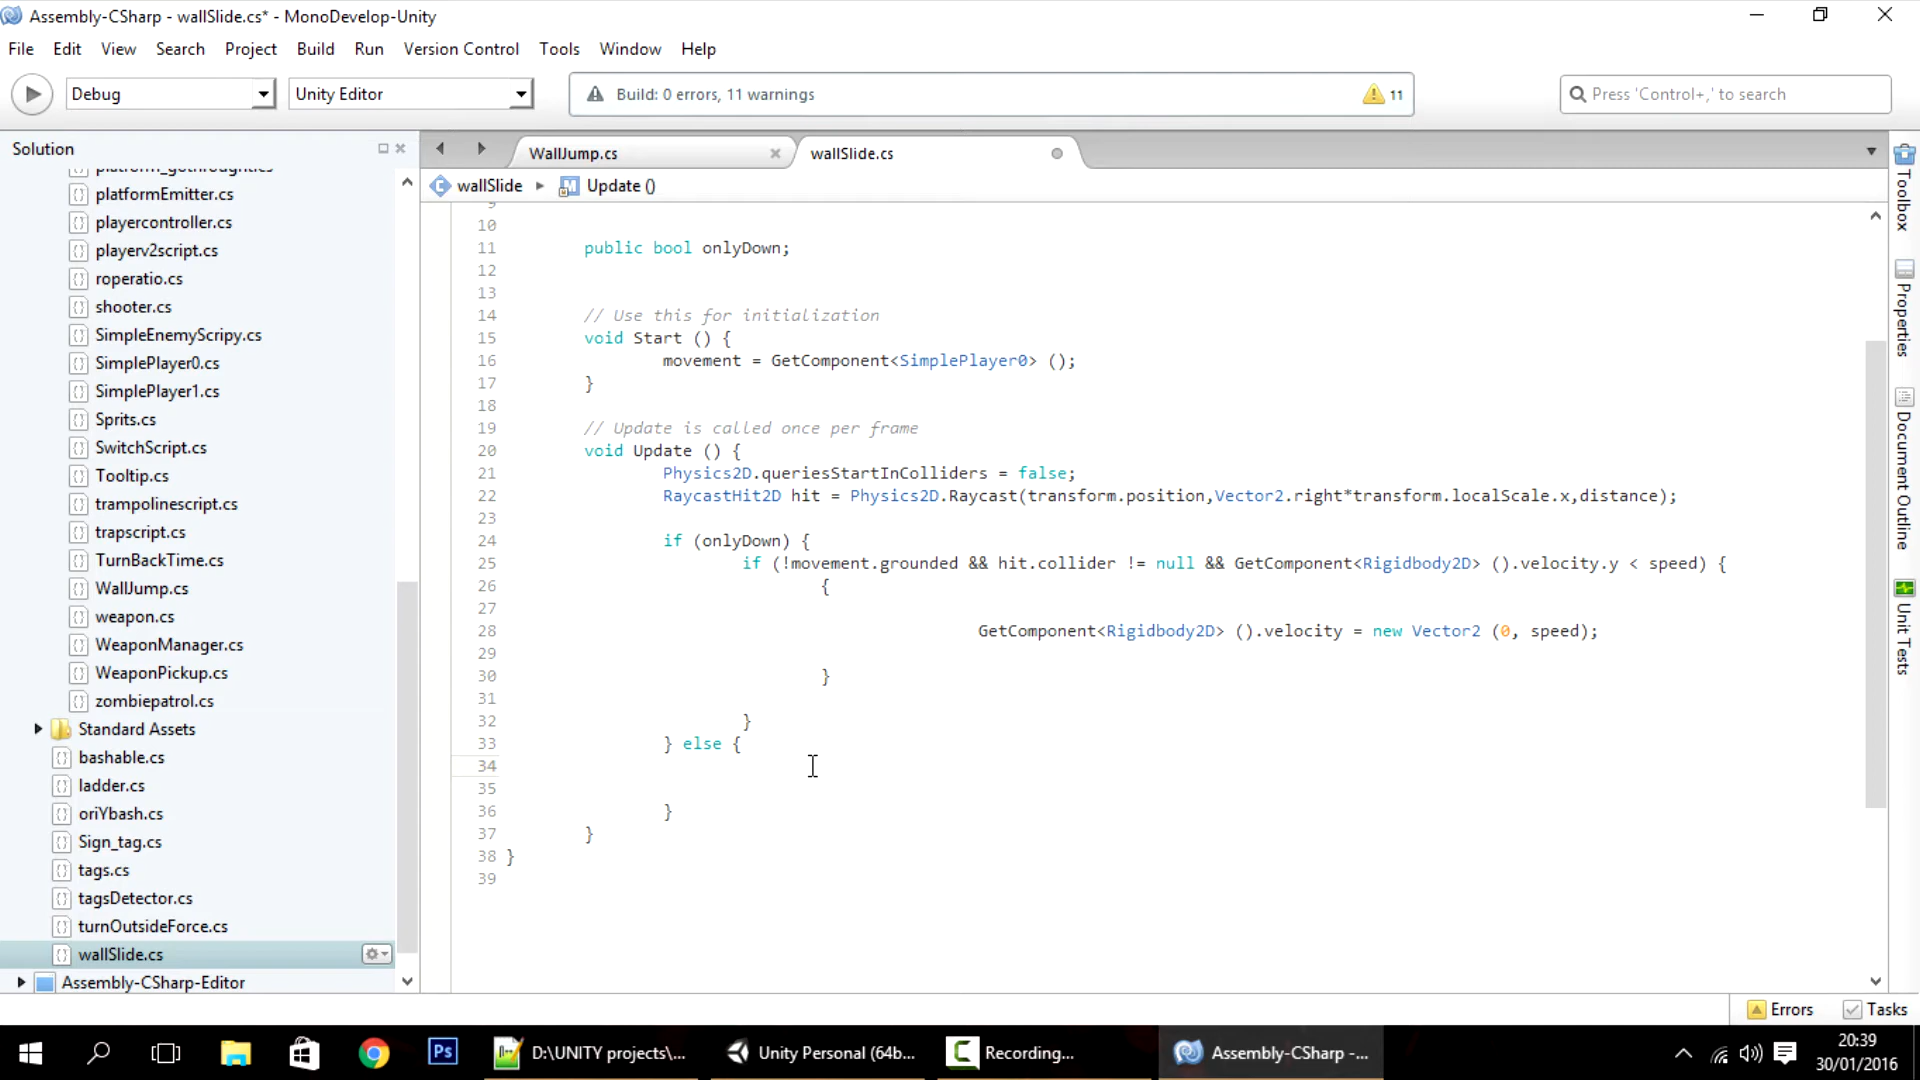 Assembly-CSharp - wallSlide.cs* - MonoDevelop-Unity
File Edit View Search Project Build Run Version Control Tools Window Help
Debug Unity Editor Build: 0 errors, 11 warnings 11 Press 'Control+,' to search
Solution
platform_gothroughtcs
platformEmitter.cs
playercontroller.cs
playerv2script.cs
roperatio.cs
shooter.cs
SimpleEnemyScripy.cs
SimplePlayer0.cs
SimplePlayer1.cs
Sprits.cs
SwitchScript.cs
Tooltip.cs
trampolinescript.cs
trapscript.cs
TurnBackTime.cs
WallJump.cs
weapon.cs
WeaponManager.cs
WeaponPickup.cs
zombiepatrol.cs
Standard Assets
bashable.cs
ladder.cs
oriYbash.cs
Sign_tag.cs
tags.cs
tagsDetector.cs
turnOutsideForce.cs
wallSlide.cs
Assembly-CSharp-Editor
WallJump.cs wallSlide.cs
wallSlide Update ()
9
10
11 public bool onlyDown;
12
13
14 // Use this for initialization
15 void Start () {
16 movement = GetComponent<SimplePlayer0> ();
17 }
18
19 // Update is called once per frame
20 void Update () {
21 Physics2D.queriesStartInColliders = false;
22 RaycastHit2D hit = Physics2D.Raycast(transform.position,Vector2.right*transform.localScale.x,distance);
23
24 if (onlyDown) {
25 if (!movement.grounded && hit.collider != null && GetComponent<Rigidbody2D> ().velocity.y < speed) {
26 {
27
28 GetComponent<Rigidbody2D> ().velocity = new Vector2 (0, speed);
29
30 }
31
32 }
33 } else {
34
35
36 }
37 }
38 }
39
Toolbox
Properties
Document Outline
Unit Tests
Errors Tasks
Ps D:\UNITY projects\... Unity Personal (64b... Recording... Assembly-CSharp -...
20:39
30/01/2016